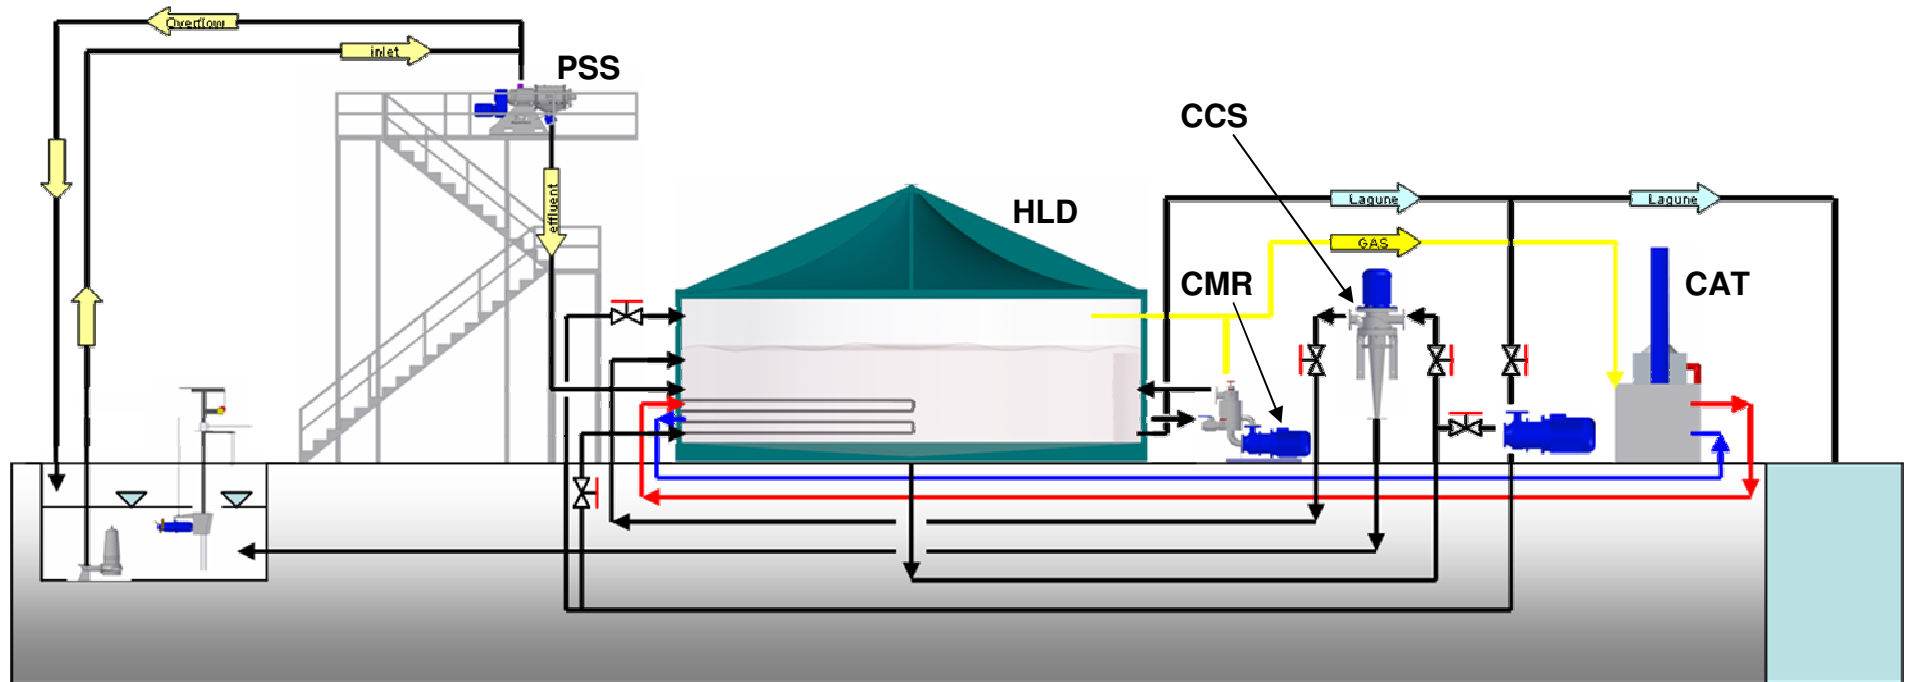 Overflow
inlet
PSS
CCS
effluent
HLD
Lagune
Lagune
GAS
CMR
CAT